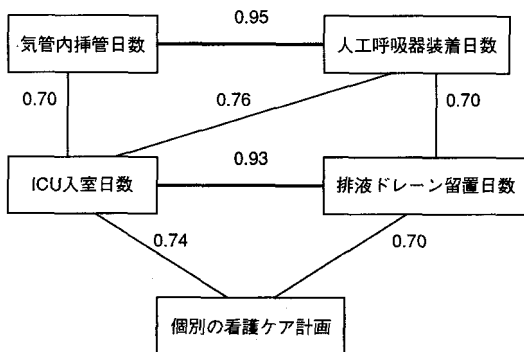 0.95
気管内挿管日数
人工呼吸器装着日数
0.70
0.76
0.70
0.93
ICU入室日数
排液ドレーン留置日数
0.74
0.70
個別の看護ケア計画